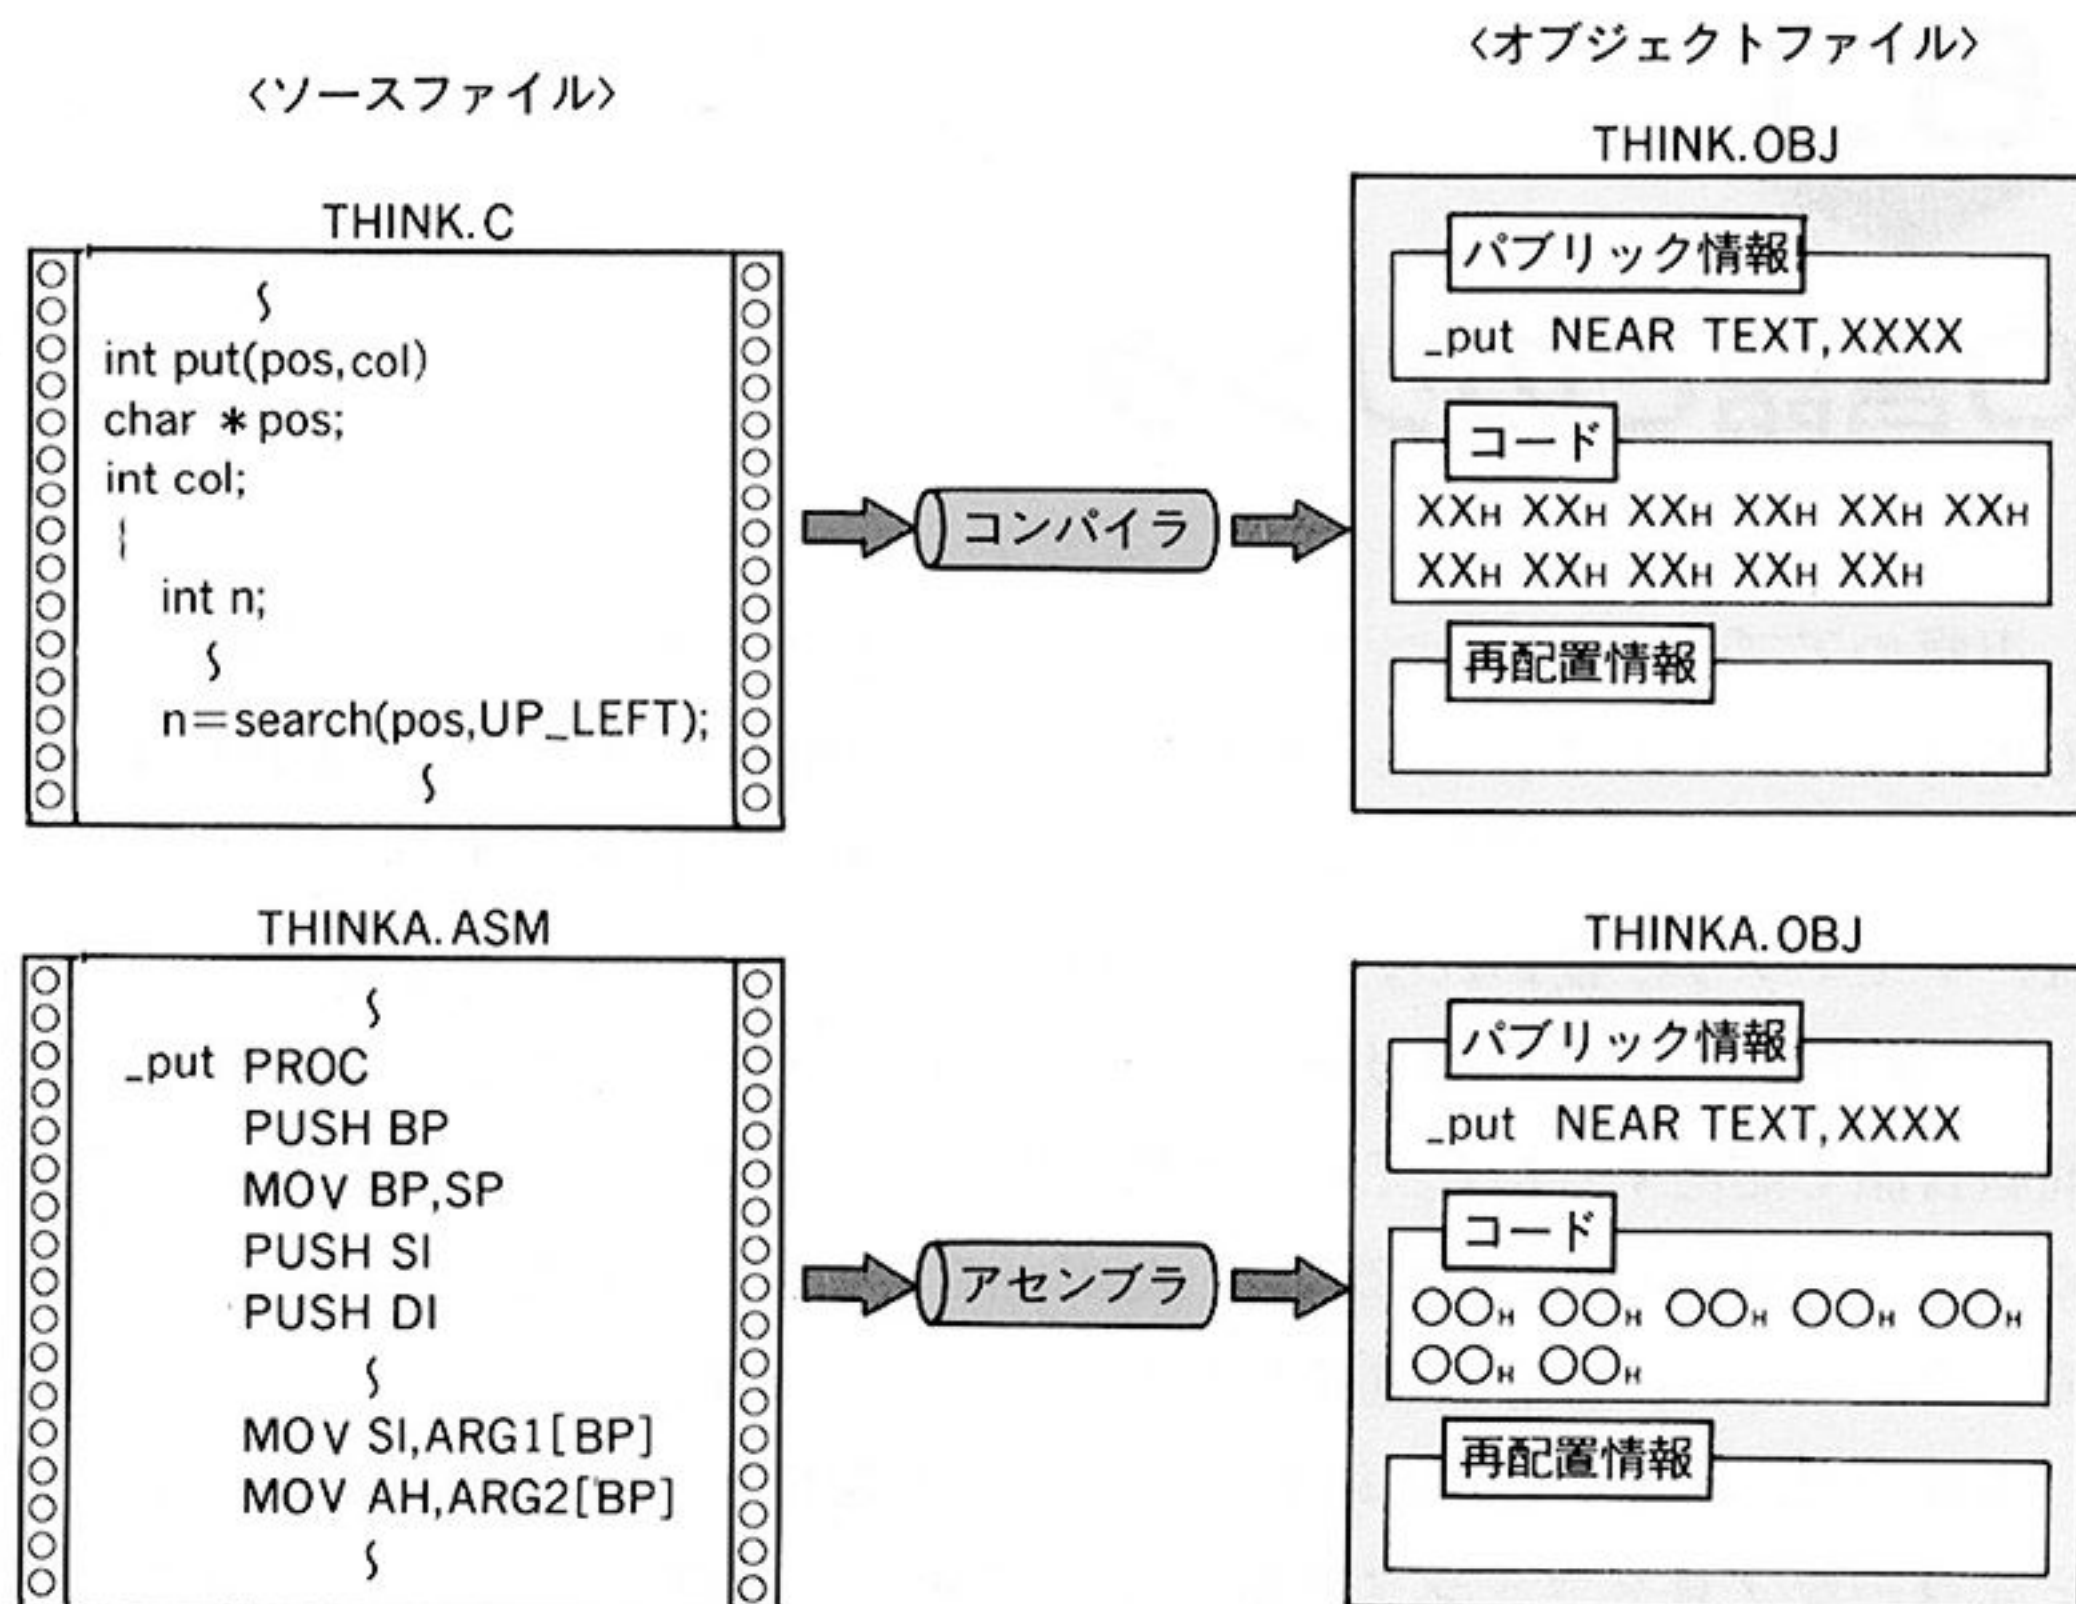 〈ソースファイル〉
THINK.C
int put(pos,col)
char *pos;
int col;
{
int n;
n=search(pos,UP_LEFT);
コンパイラ
〈オブジェクトファイル〉
THINK.OBJ
パブリック情報
_put NEAR TEXT,XXXX
コード
XXH XXH XXH XXH XXH XXH
XXH XXH XXH XXH XXH
再配置情報
THINKA.ASM
_put PROC
PUSH BP
MOV BP,SP
PUSH SI
PUSH DI
MOV SI,ARG1[BP]
MOV AH,ARG2[BP]
アセンブラ
THINKA.OBJ
パブリック情報
_put NEAR TEXT,XXXX
コード
○○H ○○H ○○H ○○H ○○H
○○H ○○H
再配置情報